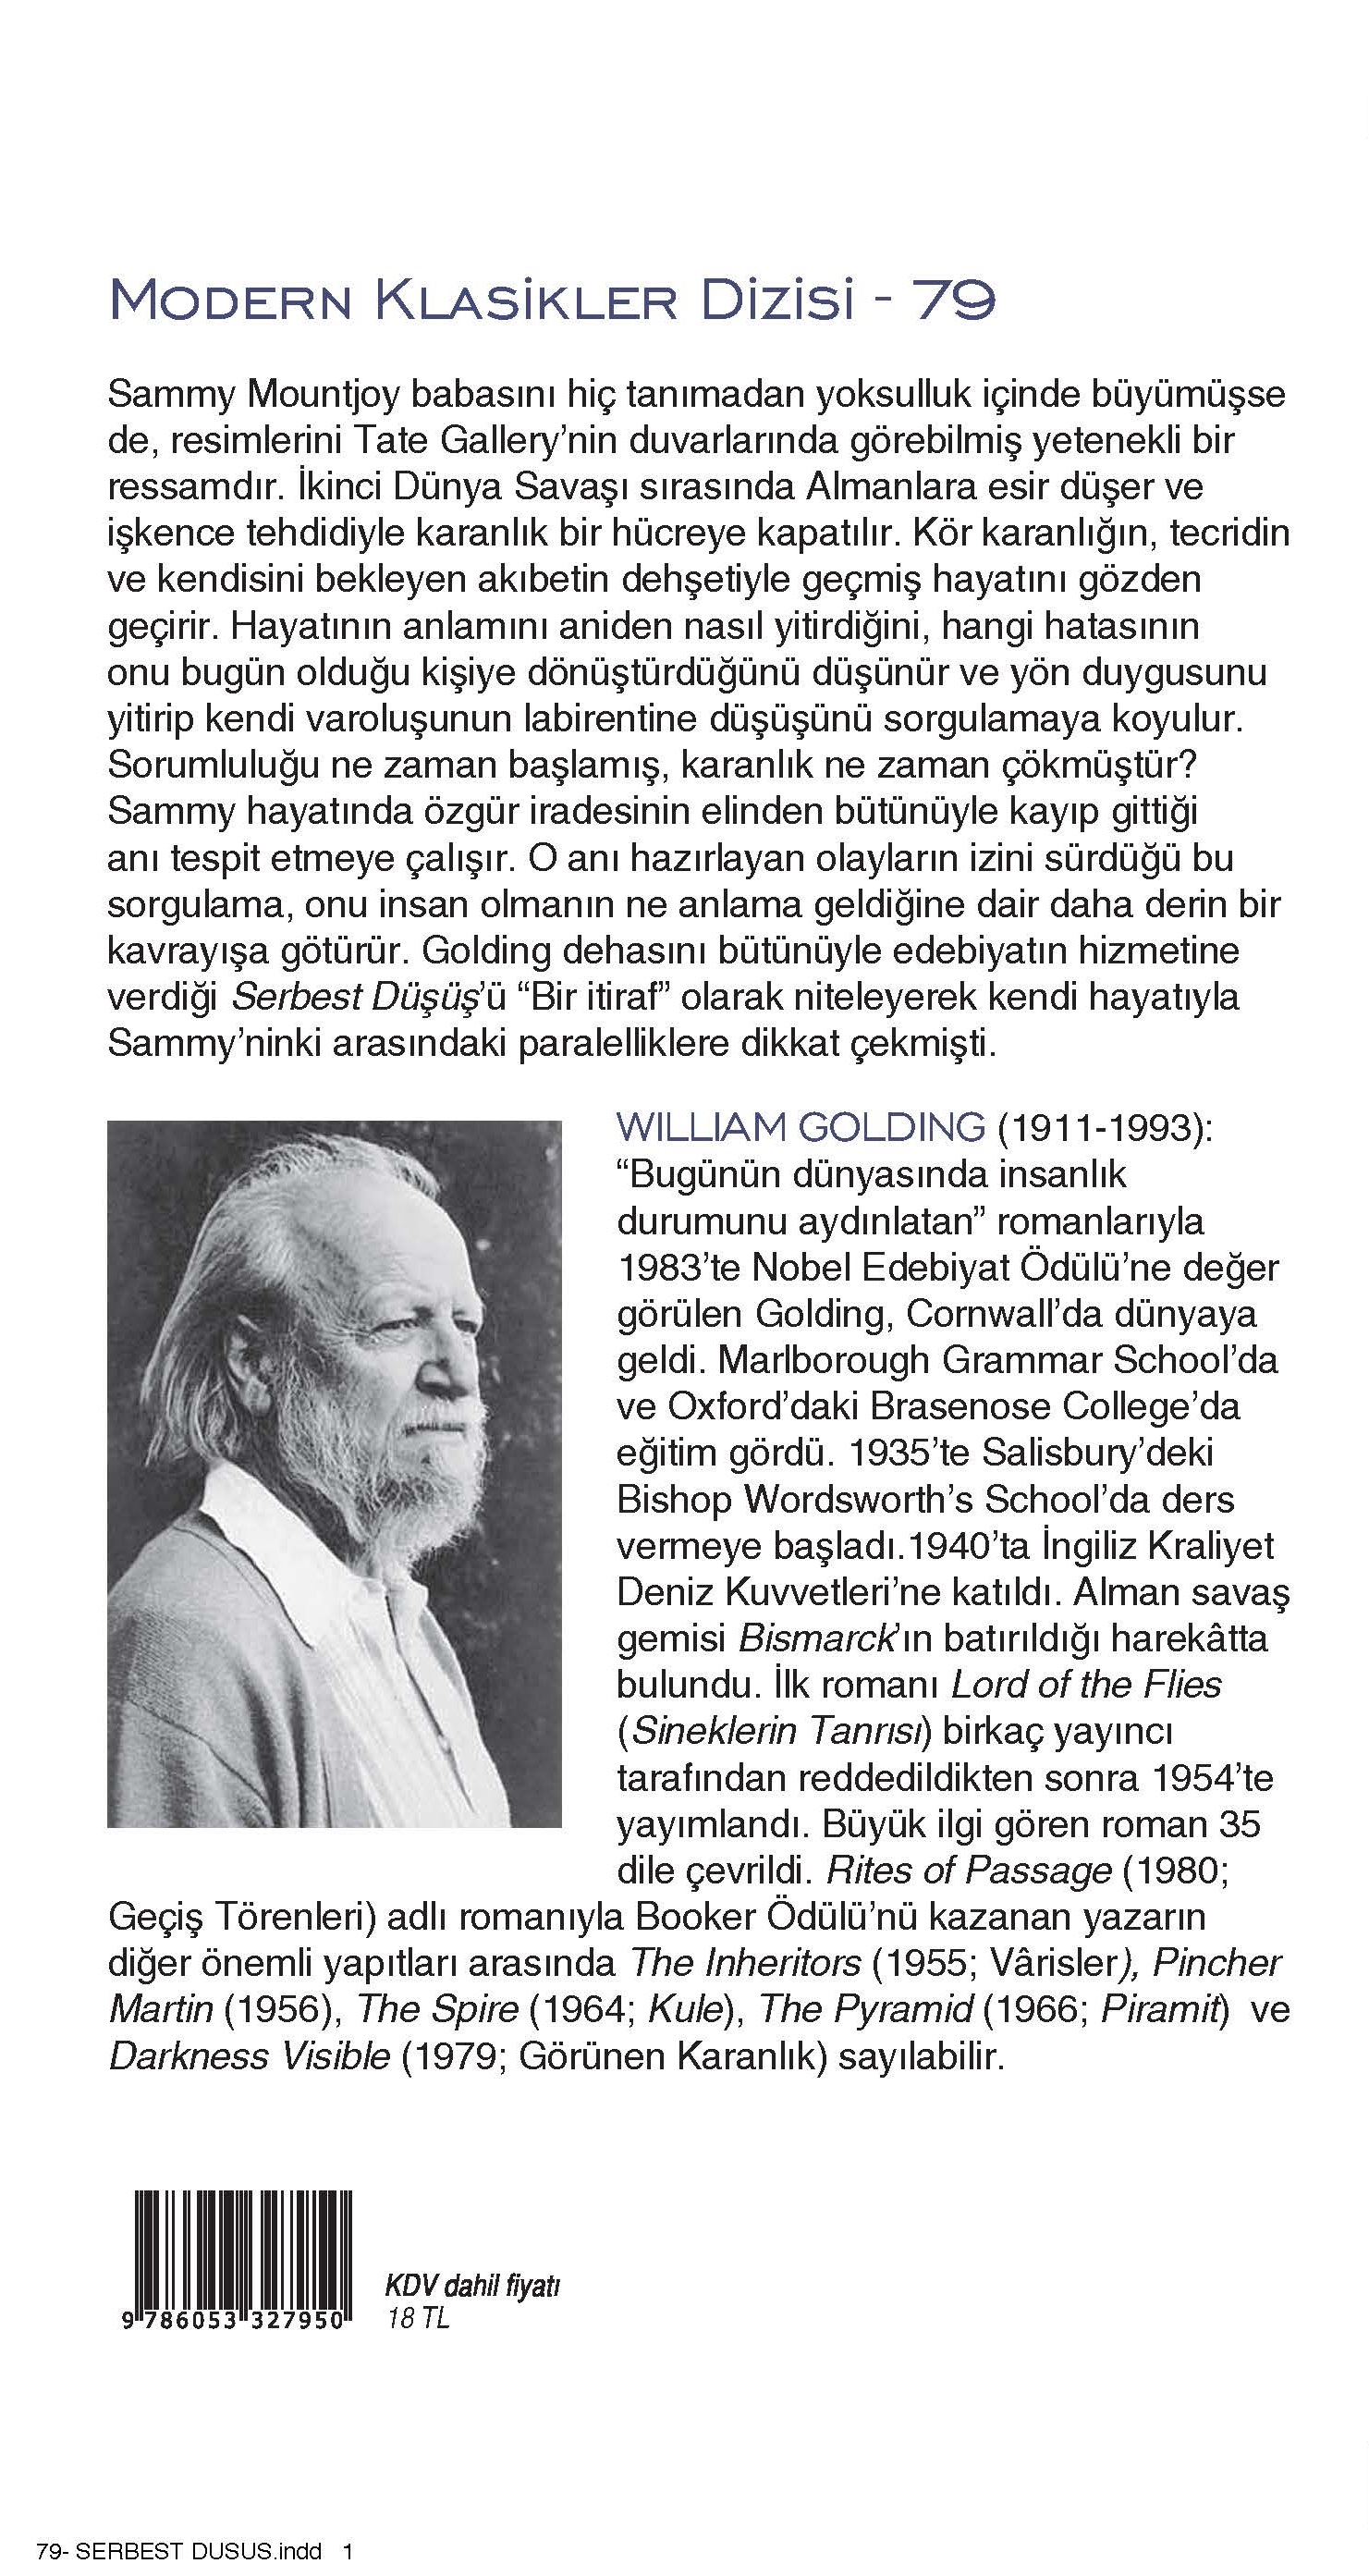 Modern Klasikler Dizisi - 79
Sammy Mountjoy babasını hiç tanımadan yoksulluk içinde büyümüşse
de, resimlerini Tate Gallery’nin duvarlarında görebilmiş yetenekli bir
ressamdır. İkinci Dünya Savaşı sırasında Almanlara esir düşer ve
işkence tehdidiyle karanlık bir hücreye kapatılır. Kör karanlığın, tecridin
ve kendisini bekleyen akıbetin dehşetiyle geçmiş hayatını gözden
geçirir. Hayatının anlamını aniden nasıl yitirdiğini, hangi hatasının
onu bugün olduğu kişiye dönüştürdüğünü düşünür ve yön duygusunu
yitirip kendi varoluşunun labirentine düşüşünü sorgulamaya koyulur.
Sorumluluğu ne zaman başlamış, karanlık ne zaman çökmüştür?
Sammy hayatında özgür iradesinin elinden bütünüyle kayıp gittiği
anı tespit etmeye çalışır. O anı hazırlayan olayların izini sürdüğü bu
sorgulama, onu insan olmanın ne anlama geldiğine dair daha derin bir
kavrayışa götürür. Golding dehasını bütünüyle edebiyatın hizmetine
verdiği Serbest Düşüş’ü “Bir itiraf” olarak niteleyerek kendi hayatıyla
Sammy’ninki arasındaki paralelliklere dikkat çekmişti.
WILLIAM GOLDING (1911-1993):
“Bugünün dünyasında insanlık
durumunu aydınlatan” romanlarıyla
1983’te Nobel Edebiyat Ödülü’ne değer
görülen Golding, Cornwall’da dünyaya
geldi. Marlborough Grammar School’da
ve Oxford’daki Brasenose College’da
eğitim gördü. 1935’te Salisbury’deki
Bishop Wordsworth’s School’da ders
vermeye başladı.1940’ta İngiliz Kraliyet
Deniz Kuvvetleri’ne katıldı. Alman savaş
gemisi Bismarck’ın batırıldığı harekâtta
bulundu. İlk romanı Lord of the Flies
(Sineklerin Tanrısı) birkaç yayıncı
tarafından reddedildikten sonra 1954’te
yayımlandı. Büyük ilgi gören roman 35
dile çevrildi. Rites of Passage (1980;
Geçiş Törenleri) adlı romanıyla Booker Ödülü’nü kazanan yazarın
diğer önemli yapıtları arasında The Inheritors (1955; Vârisler), Pincher
Martin (1956), The Spire (1964; Kule), The Pyramid (1966; Piramit) ve
Darkness Visible (1979; Görünen Karanlık) sayılabilir.
KDV dahil fiyatı
18 TL
9 786053 327950
79- SERBEST DUSUS.indd 1